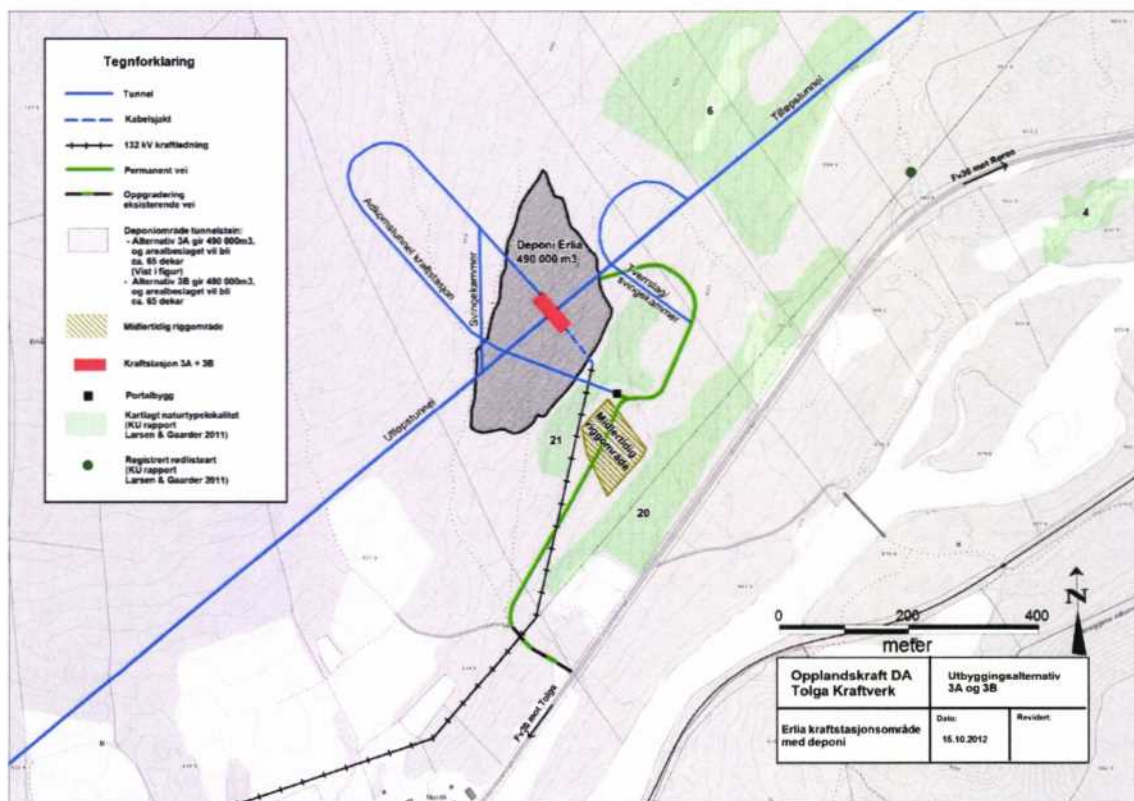 Tegnforklaring
Tunnel
Kabelsjakt
132 kV kraftledning
Permanent vei
Oppgradering
eksisterende vei
Deponiområde tunnelstein:
- Alternativ 3A gir 490 000m3,
og arealbeslaget vil bli
ca. 65 dekar
(Vist i figur)
- Alternativ 3B gir 480 000m3,
og arealbeslaget vil bli
ca. 65 dekar
Midlertidig riggområde
Kraftstasjon 3A + 3B
Portalbygg
Kartlagt naturtypelokalitet
(KU rapport
Larsen & Gaarder 2011)
Registrert rødlisteart
(KU rapport
Larsen & Gaarder 2011)
6
Tilløpstunnel
Fv30 mot Røros
4
Adkomstunnel kraftstasjon
Svingekammer
Deponi Erlia
490 000 m3
Tverrslag/
svingekammer
Utløpstunnel
21
Midlertidig
riggområde
20
Fv30 mot Tolga
N
0 200 400
meter
Opplandskraft DA
Tolga Kraftverk
Utbyggingsalternativ
3A og 3B
Erlia kraftstasjonsområde
med deponi
Dato:
15.10.2012
Revidert: